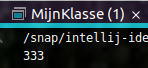 MijnKlasse (1) ×
/snap/intellij-ide
333